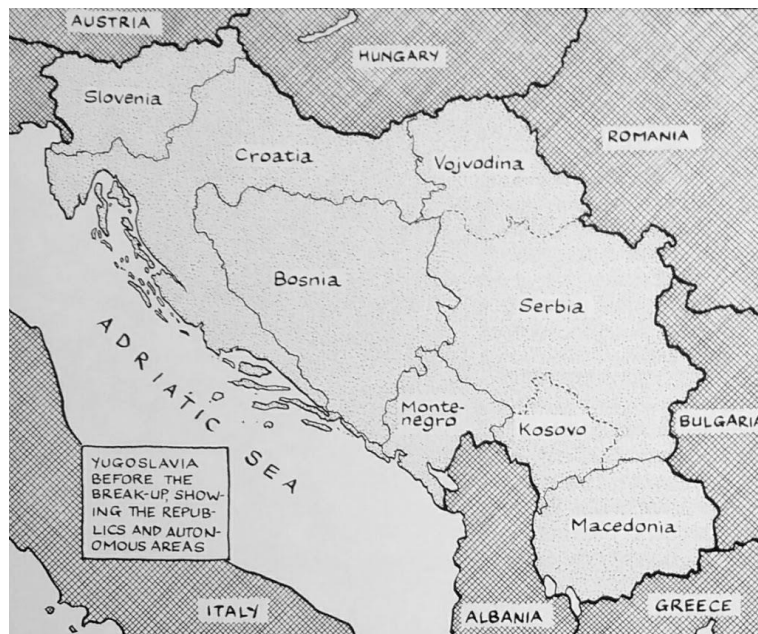 AUSTRIA
HUNGARY
Slovenia
ROMANIA
Croatia
Vojvodina
Bosnia
Serbia
ADRIATIC SEA
Monte-
negro
Kosovo
BULGARIA
YUGOSLAVIA
BEFORE THE
BREAK-UP, SHOW-
ING THE REPUB-
LICS AND AUTON-
OMOUS AREAS
Macedonia
ITALY
ALBANIA
GREECE